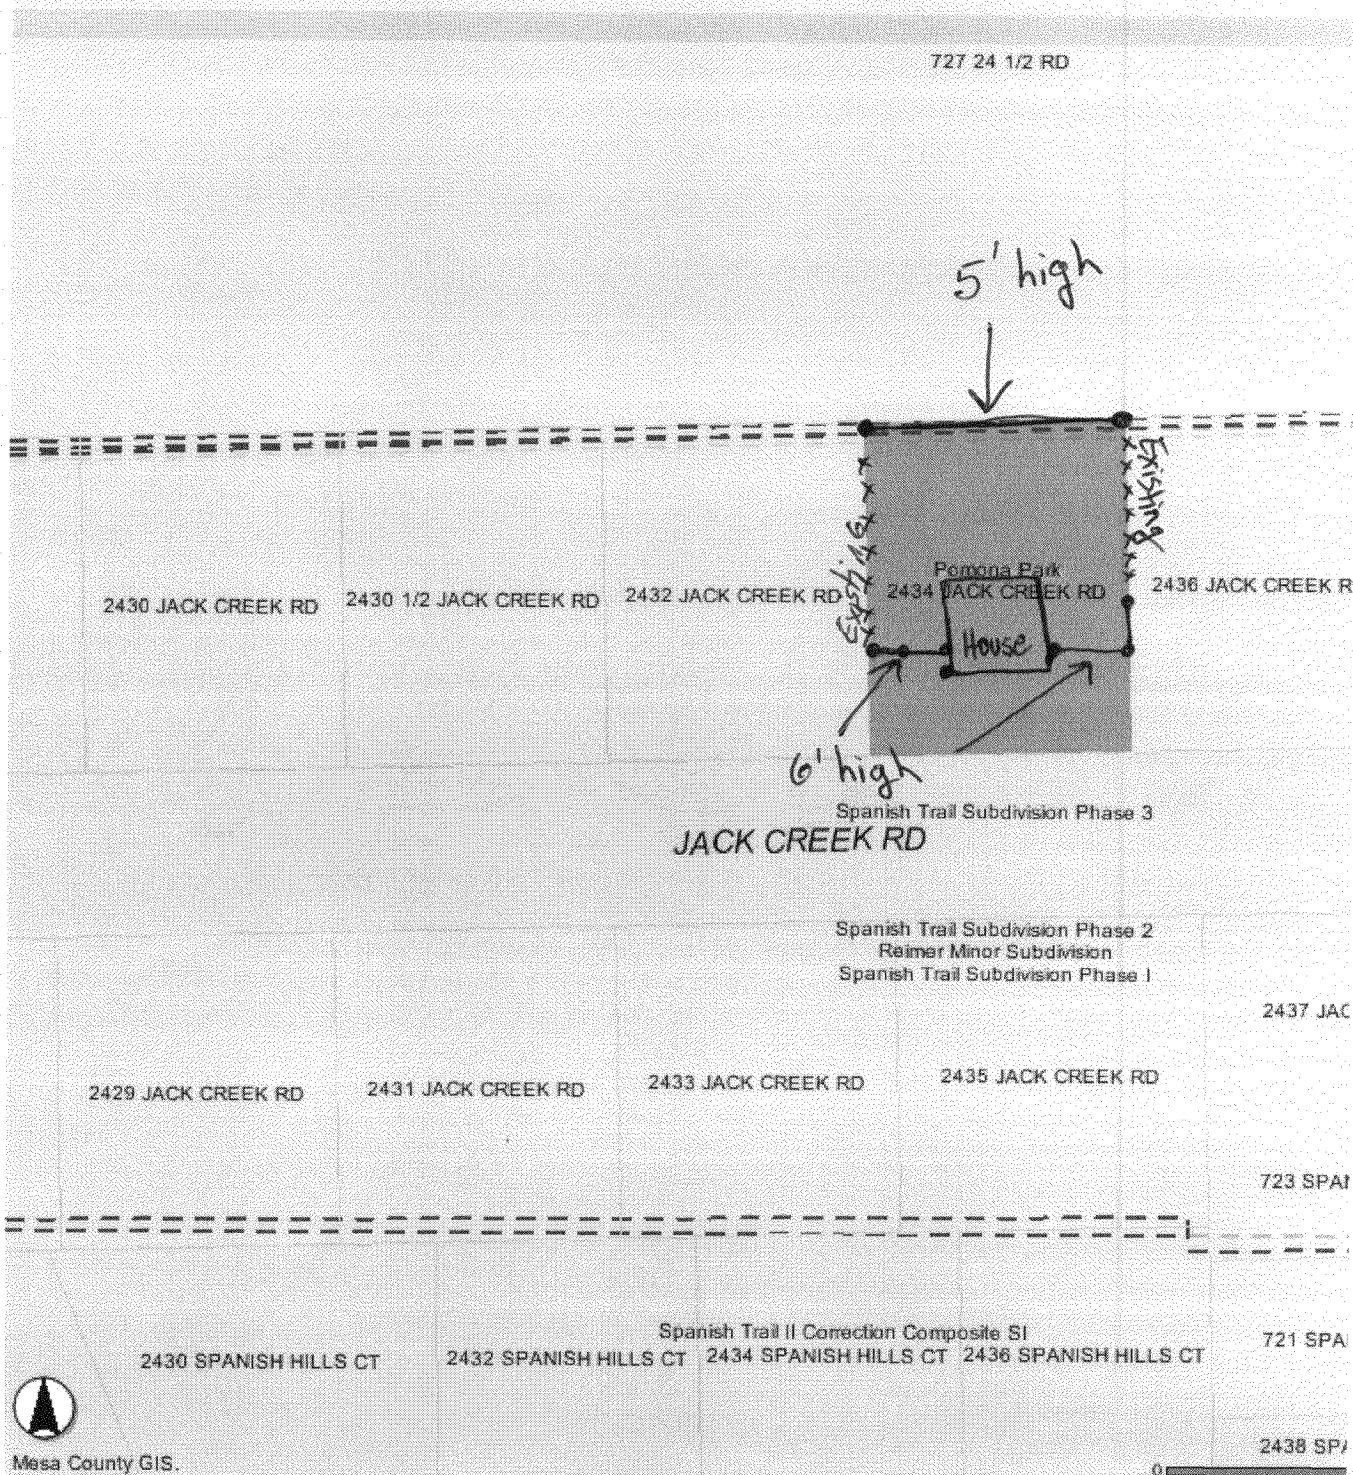 727 24 1/2 RD
5' high
Existing
Existing
Pomona Park
2430 JACK CREEK RD
2430 1/2 JACK CREEK RD
2432 JACK CREEK RD
2434 JACK CREEK RD
2436 JACK CREEK R
House
6' high
Spanish Trail Subdivision Phase 3
JACK CREEK RD
Spanish Trail Subdivision Phase 2
Reimer Minor Subdivision
Spanish Trail Subdivision Phase I
2437 JAC
2429 JACK CREEK RD
2431 JACK CREEK RD
2433 JACK CREEK RD
2435 JACK CREEK RD
723 SPAN
Spanish Trail II Correction Composite SI
721 SPA
2430 SPANISH HILLS CT
2432 SPANISH HILLS CT
2434 SPANISH HILLS CT
2436 SPANISH HILLS CT
2438 SPA
Mesa County GIS.
0